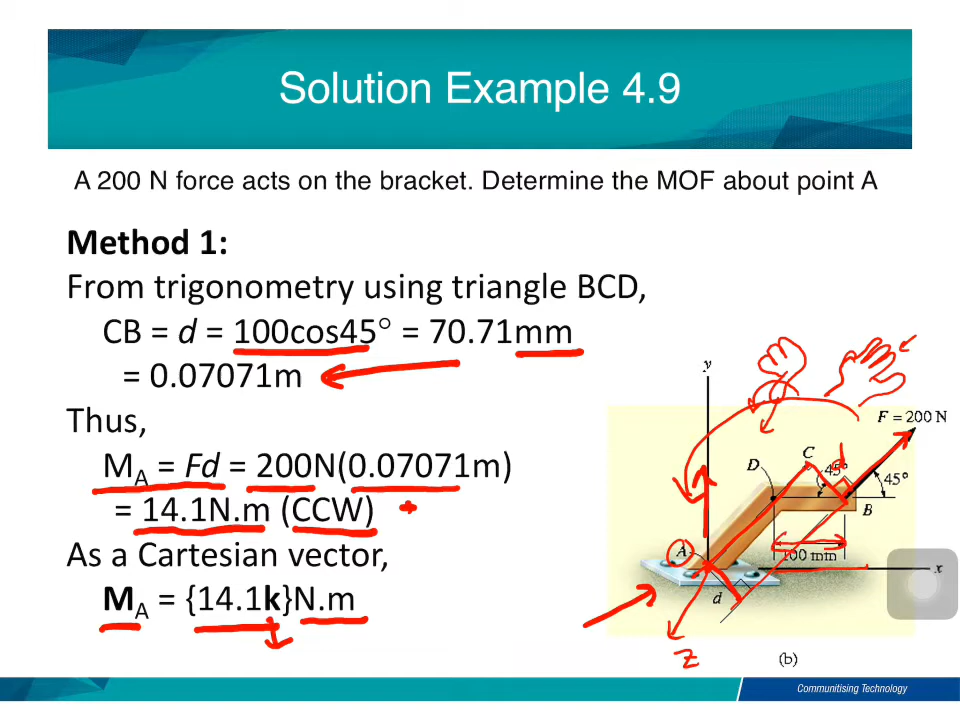 Solution Example 4.9
A 200 N force acts on the bracket. Determine the MOF about point A
Method 1:
From trigonometry using triangle BCD,
CB = d = 100cos45° = 70.71mm
= 0.07071m
Thus,
M_A = Fd = 200N(0.07071m)
= 14.1N.m (CCW)
As a Cartesian vector,
M_A = {14.1k}N.m
y
F = 200 N
C
d
D
45°
45°
B
A
100 mm
x
d
z
(b)
Communitising Technology